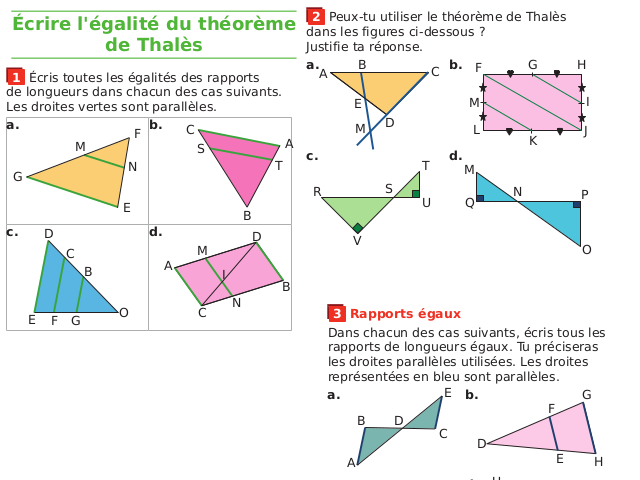 Écrire l'égalité du théorème
de Thalès
1 Écris toutes les égalités des rapports
de longueurs dans chacun des cas suivants.
Les droites vertes sont parallèles.
a.
F
M
N
G
E
b.
C
A
S
T
B
c.
D
C
B
E F G O
d.
D
M
A
J
B
C
N
2 Peux-tu utiliser le théorème de Thalès
dans les figures ci-dessous ?
Justifie ta réponse.
a.
A B C
E
M D
b.
F G H
M I
L K J
c.
T
R S U
V
d.
M
Q N P
O
3 Rapports égaux
Dans chacun des cas suivants, écris tous les
rapports de longueurs égaux. Tu préciseras
les droites parallèles utilisées. Les droites
représentées en bleu sont parallèles.
a.
E
B D C
A
b.
G
F
D
E H